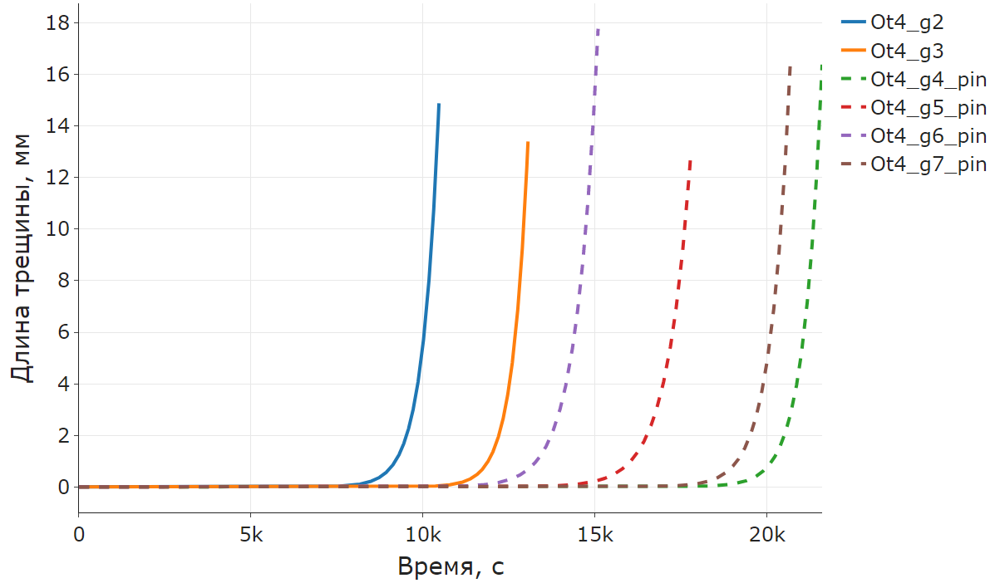 Длина трещины, мм
18
16
14
12
10
8
6
4
2
0
0
5k
10k
15k
20k
Время, с
Ot4_g2
Ot4_g3
Ot4_g4_pin
Ot4_g5_pin
Ot4_g6_pin
Ot4_g7_pin